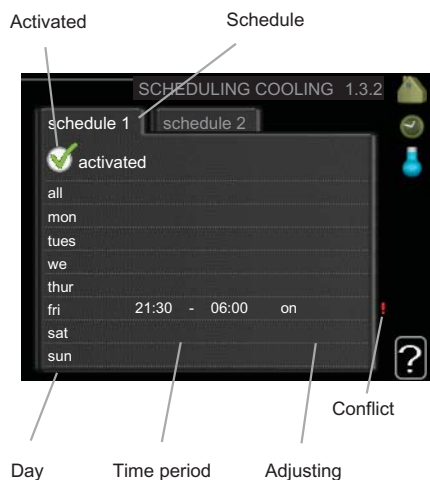 Activated
Schedule
SCHEDULING COOLING 1.3.2
schedule 1
schedule 2
activated
all
mon
tues
we
thur
fri 21:30 - 06:00 on !
sat
sun
?
Conflict
Day
Time period
Adjusting